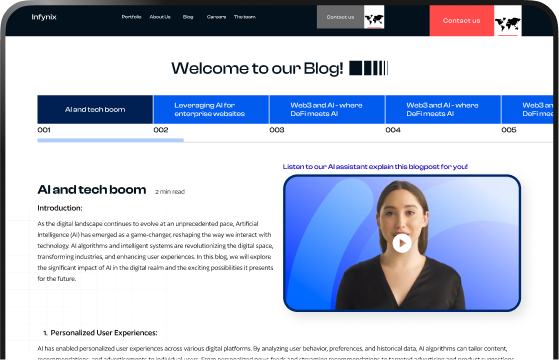 Infynix
Portfolio About Us Blog Careers The team
Contact us
Contact us
Welcome to our Blog!
AI and tech boom
Leveraging AI for
enterprise websites
Web3 and AI - where
DeFi meets AI
Web3 and AI - where
DeFi meets AI
Web3 an
DeFi mee
001 002 003 004 005
Listen to our AI assistant explain this blogpost for you!
AI and tech boom 2 min read
Introduction:
As the digital landscape continues to evolve at an unprecedented pace, Artificial
Intelligence (AI) has emerged as a game-changer, reshaping the way we interact with
technology. AI algorithms and intelligent systems are revolutionizing the digital space,
transforming industries, and enhancing user experiences. In this blog, we will explore
the significant impact of AI in the digital realm and the exciting possibilities it presents
for the future.
1. Personalized User Experiences:
AI has enabled personalized user experiences across various digital platforms. By analyzing user behavior, preferences, and historical data, AI algorithms can tailor content,